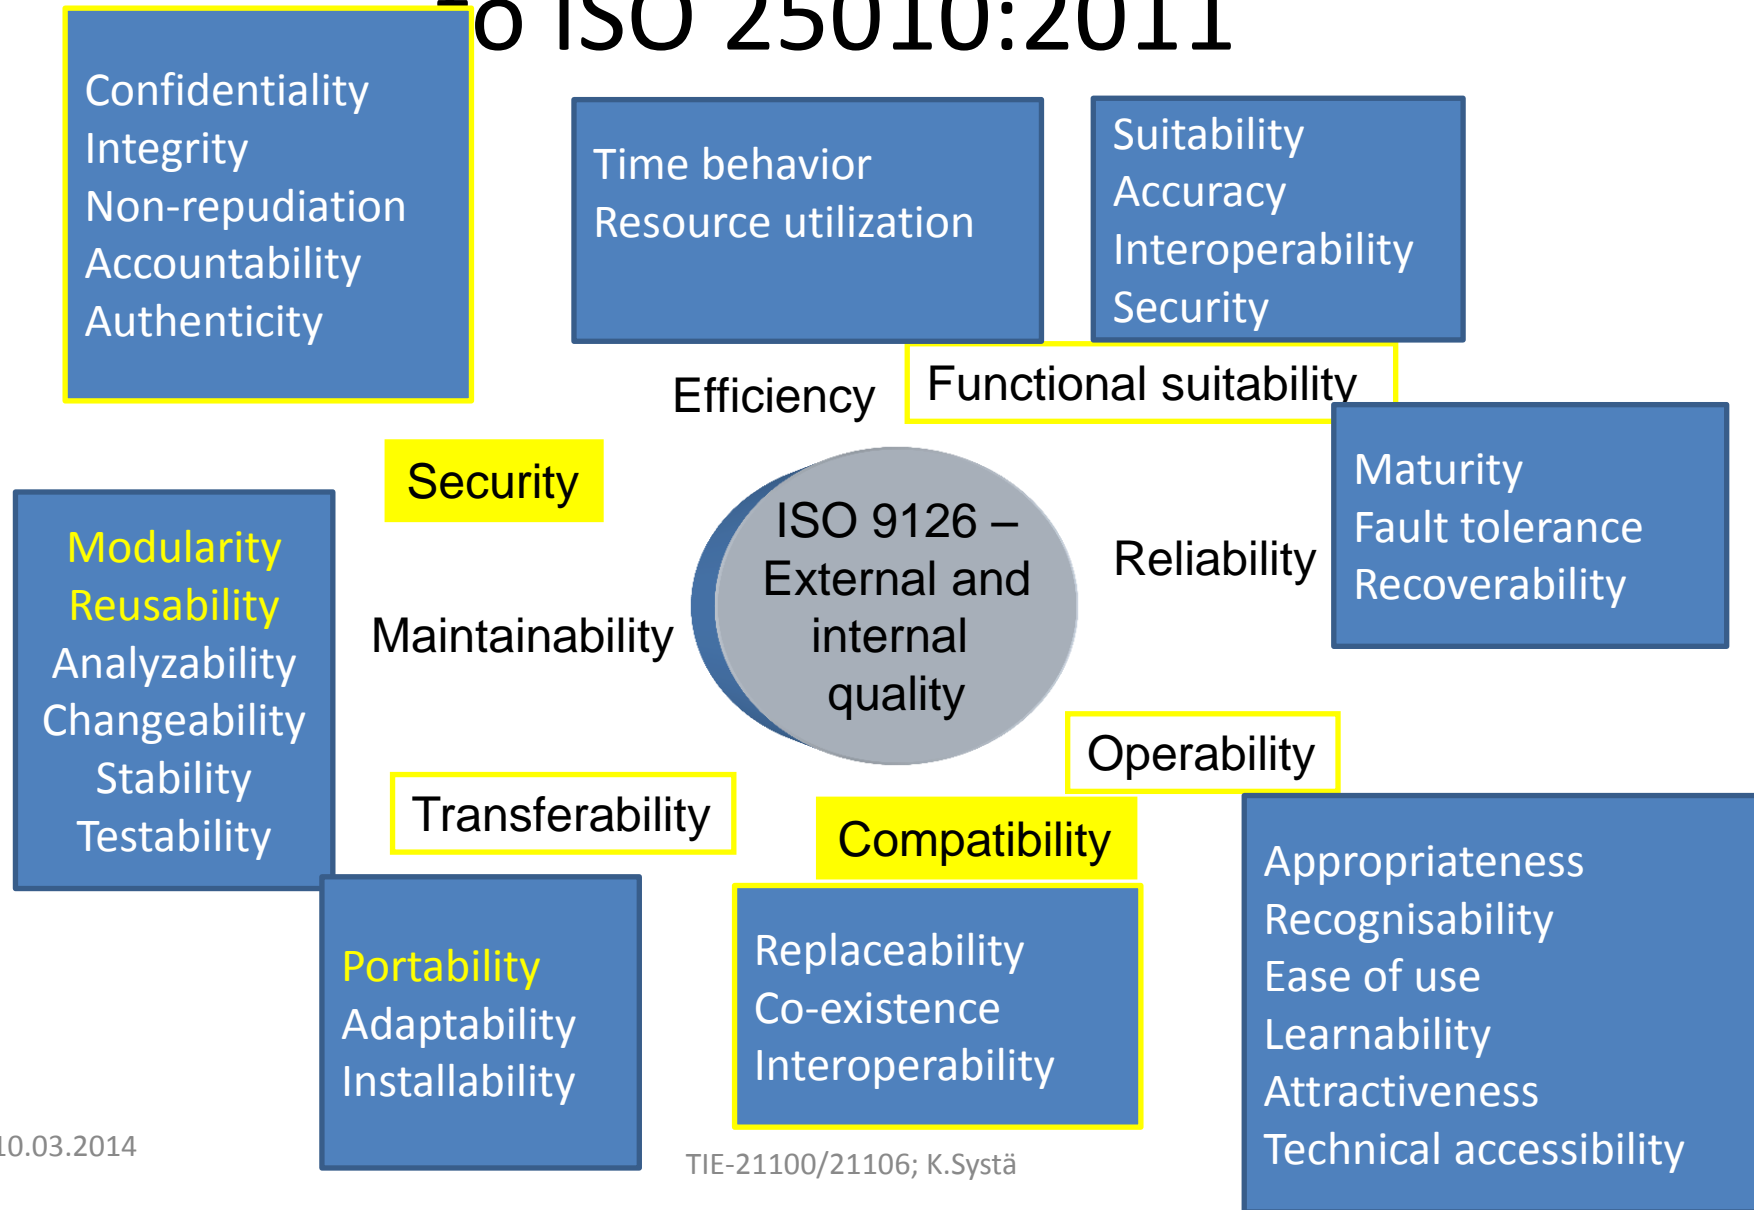 to ISO 25010:2011
Confidentiality
Integrity
Non-repudiation
Accountability
Authenticity
Time behavior
Resource utilization
Suitability
Accuracy
Interoperability
Security
Efficiency
Functional suitability
Security
Maturity
Fault tolerance
Recoverability
Reliability
ISO 9126 –
External and
internal
quality
Modularity
Reusability
Analyzability
Changeability
Stability
Testability
Maintainability
Operability
Transferability
Compatibility
Appropriateness
Recognisability
Ease of use
Learnability
Attractiveness
Technical accessibility
Portability
Adaptability
Installability
Replaceability
Co-existence
Interoperability
10.03.2014
TIE-21100/21106; K.Systä